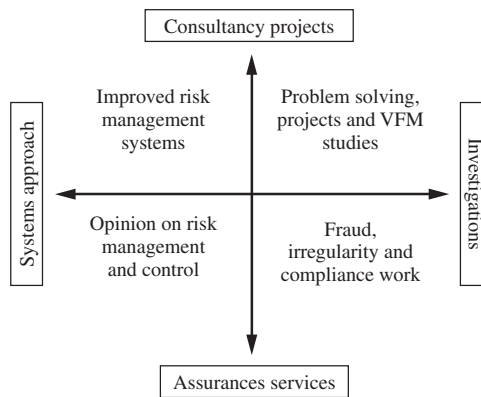 Consultancy projects
Improved risk
management
systems
Problem solving,
projects and VFM
studies
Systems approach
Investigations
Opinion on risk
management
and control
Fraud,
irregularity and
compliance work
Assurances services